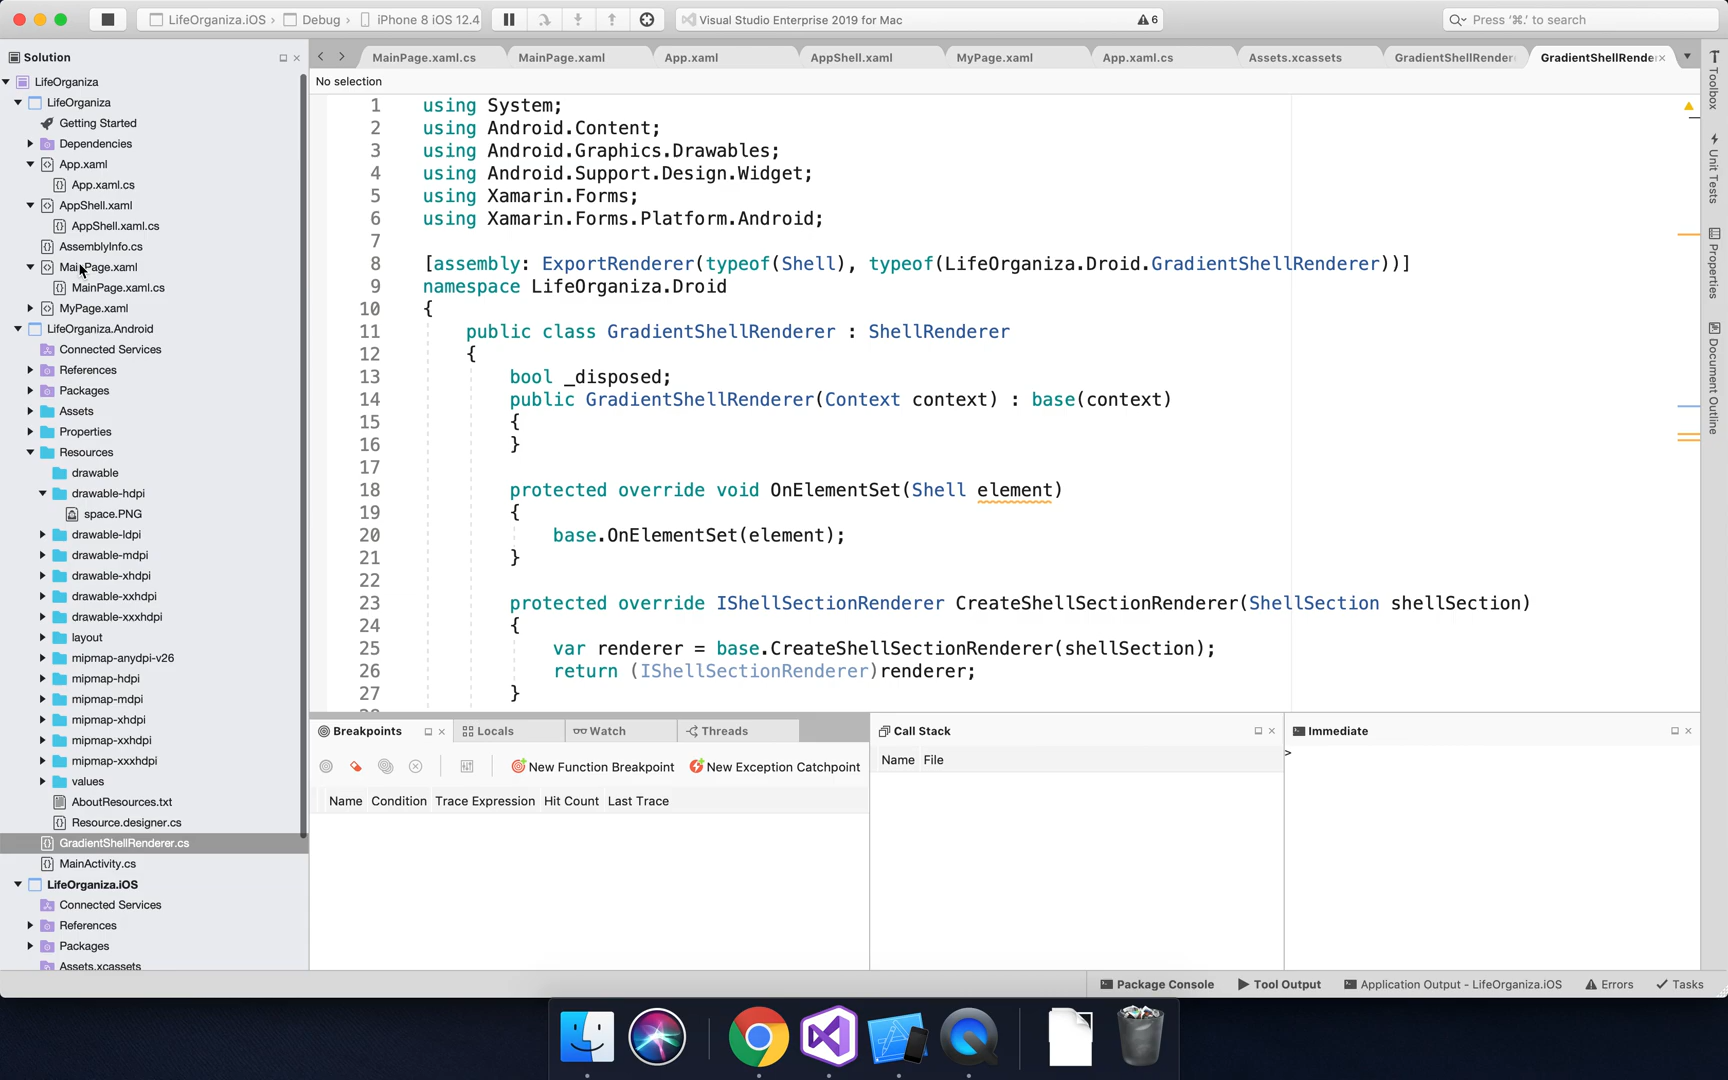 LifeOrganiza.iOS › Debug › iPhone 8 iOS 12.4
Visual Studio Enterprise 2019 for Mac
6
Press '⌘.' to search
Solution
MainPage.xaml.cs
MainPage.xaml
App.xaml
AppShell.xaml
MyPage.xaml
App.xaml.cs
Assets.xcassets
GradientShellRender
GradientShellRende
No selection
LifeOrganiza
LifeOrganiza
Getting Started
Dependencies
App.xaml
App.xaml.cs
AppShell.xaml
AppShell.xaml.cs
AssemblyInfo.cs
MainPage.xaml
MainPage.xaml.cs
MyPage.xaml
LifeOrganiza.Android
Connected Services
References
Packages
Assets
Properties
Resources
drawable
drawable-hdpi
space.PNG
drawable-ldpi
drawable-mdpi
drawable-xhdpi
drawable-xxhdpi
drawable-xxxhdpi
layout
mipmap-anydpi-v26
mipmap-hdpi
mipmap-mdpi
mipmap-xhdpi
mipmap-xxhdpi
mipmap-xxxhdpi
values
AboutResources.txt
Resource.designer.cs
GradientShellRenderer.cs
MainActivity.cs
LifeOrganiza.iOS
Connected Services
References
Packages
Assets.xcassets
1 using System;
2 using Android.Content;
3 using Android.Graphics.Drawables;
4 using Android.Support.Design.Widget;
5 using Xamarin.Forms;
6 using Xamarin.Forms.Platform.Android;
7
8 [assembly: ExportRenderer(typeof(Shell), typeof(LifeOrganiza.Droid.GradientShellRenderer))]
9 namespace LifeOrganiza.Droid
10 {
11 public class GradientShellRenderer : ShellRenderer
12 {
13 bool _disposed;
14 public GradientShellRenderer(Context context) : base(context)
15 {
16 }
17
18 protected override void OnElementSet(Shell element)
19 {
20 base.OnElementSet(element);
21 }
22
23 protected override IShellSectionRenderer CreateShellSectionRenderer(ShellSection shellSection)
24 {
25 var renderer = base.CreateShellSectionRenderer(shellSection);
26 return (IShellSectionRenderer)renderer;
27 }
Toolbox
Unit Tests
Properties
Document Outline
Breakpoints
Locals
Watch
Threads
New Function Breakpoint
New Exception Catchpoint
Name Condition Trace Expression Hit Count Last Trace
Call Stack
Name File
Immediate
>
Package Console
Tool Output
Application Output - LifeOrganiza.iOS
Errors
Tasks